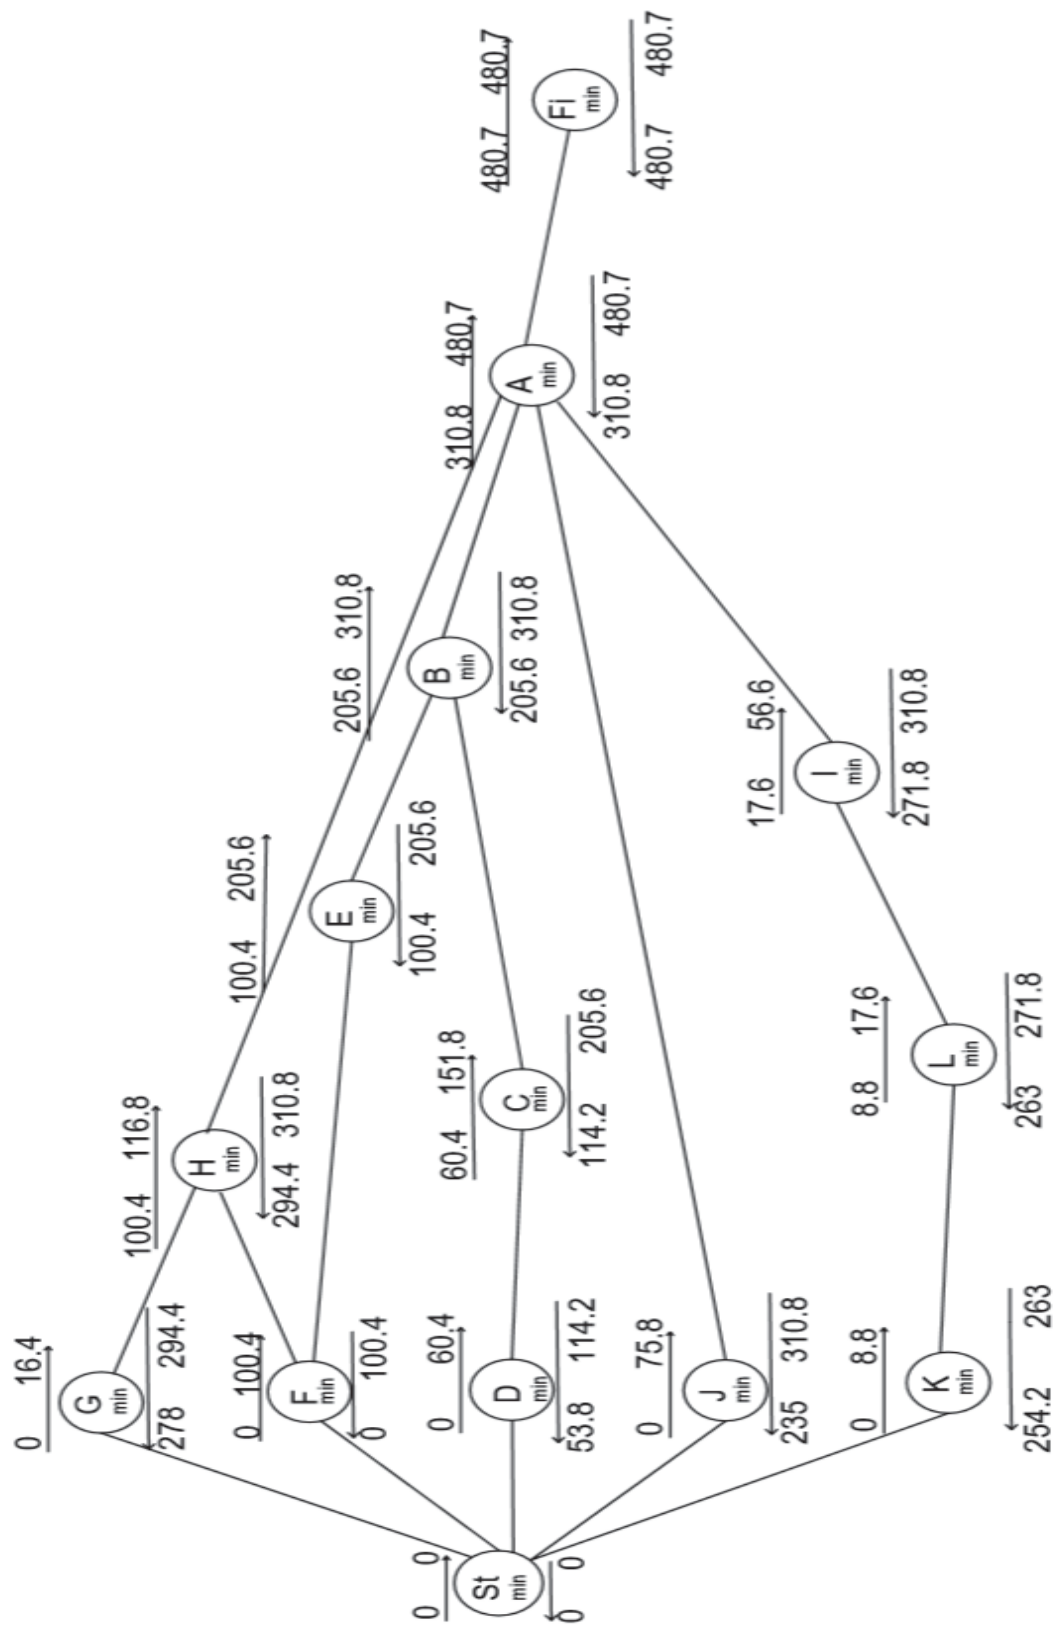 0 0
St
min
0 0
0 16.4
G
min
278 294.4
0 100.4
F
min
0 100.4
0 60.4
D
min
53.8 114.2
0 75.8
J
min
235 310.8
0 8.8
K
min
254.2 263
100.4 116.8
H
min
294.4 310.8
60.4 151.8
C
min
114.2 205.6
8.8 17.6
L
min
263 271.8
100.4 205.6
E
min
100.4 205.6
17.6 56.6
I
min
271.8 310.8
205.6 310.8
B
min
205.6 310.8
310.8 480.7
A
min
310.8 480.7
480.7 480.7
Fi
min
480.7 480.7